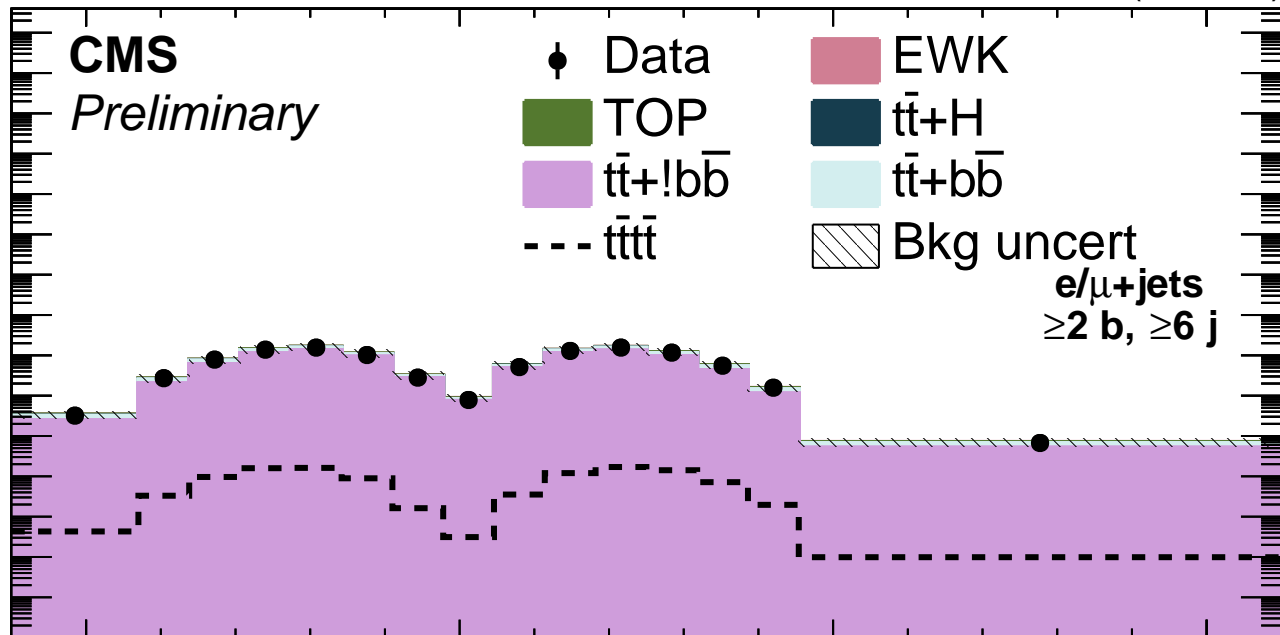 CMS
Preliminary
Data
EWK
TOP
tt̄+H
tt̄+!bb̄
tt̄+bb̄
tt̄tt̄
Bkg uncert
e/μ+jets
≥2 b, ≥6 j